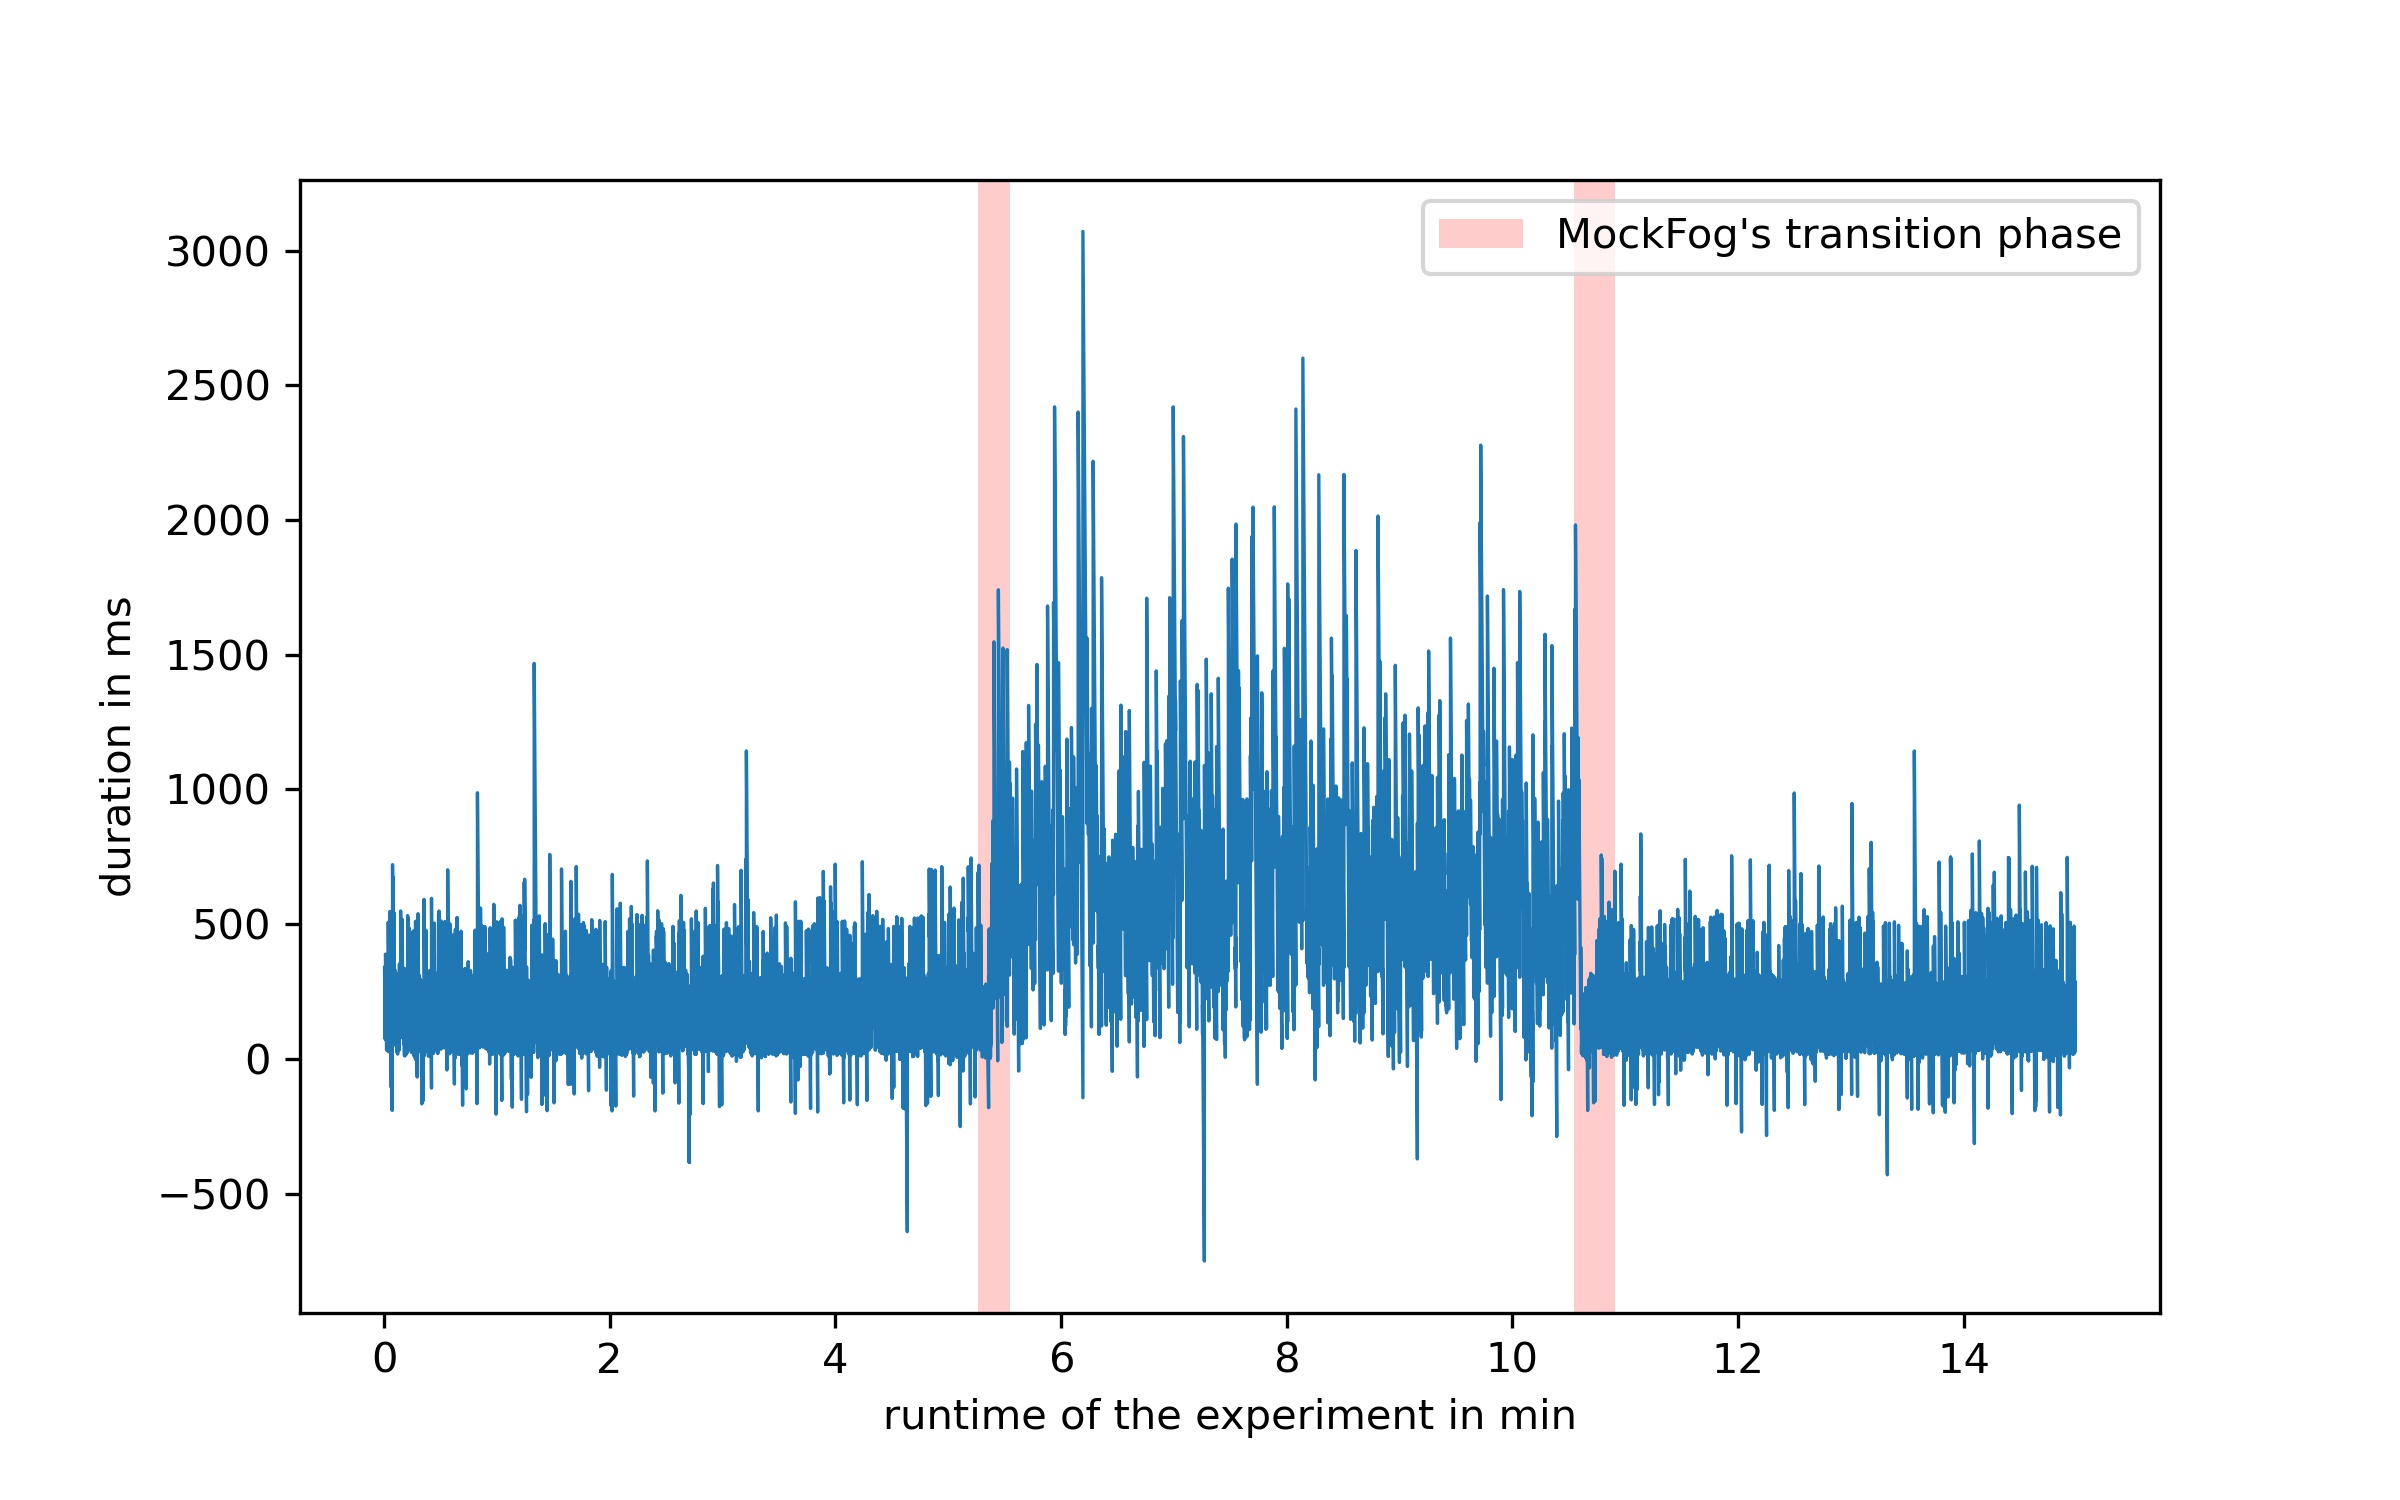 MockFog's transition phase
3000
2500
2000
1500
1000
500
0
−500
duration in ms
0 2 4 6 8 10 12 14
runtime of the experiment in min